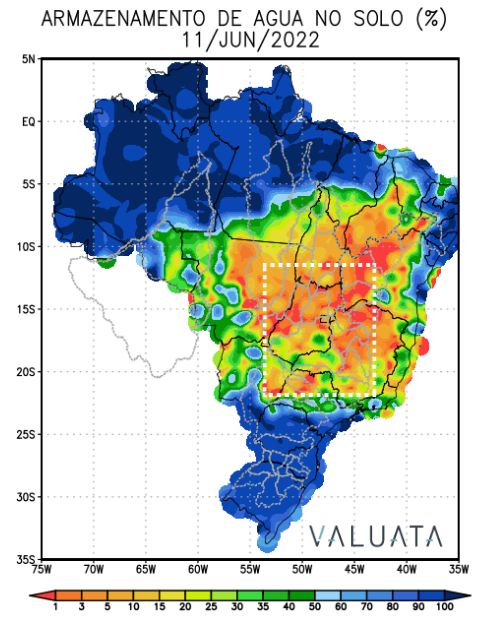 ARMAZENAMENTO DE AGUA NO SOLO (%)
11/JUN/2022
5N
EQ
5S
10S
15S
20S
25S
30S
35S
VALUATA
75W 70W 65W 60W 55W 50W 45W 40W 35W
1 3 5 10 15 20 25 35 40 50 60 70 80 90 100